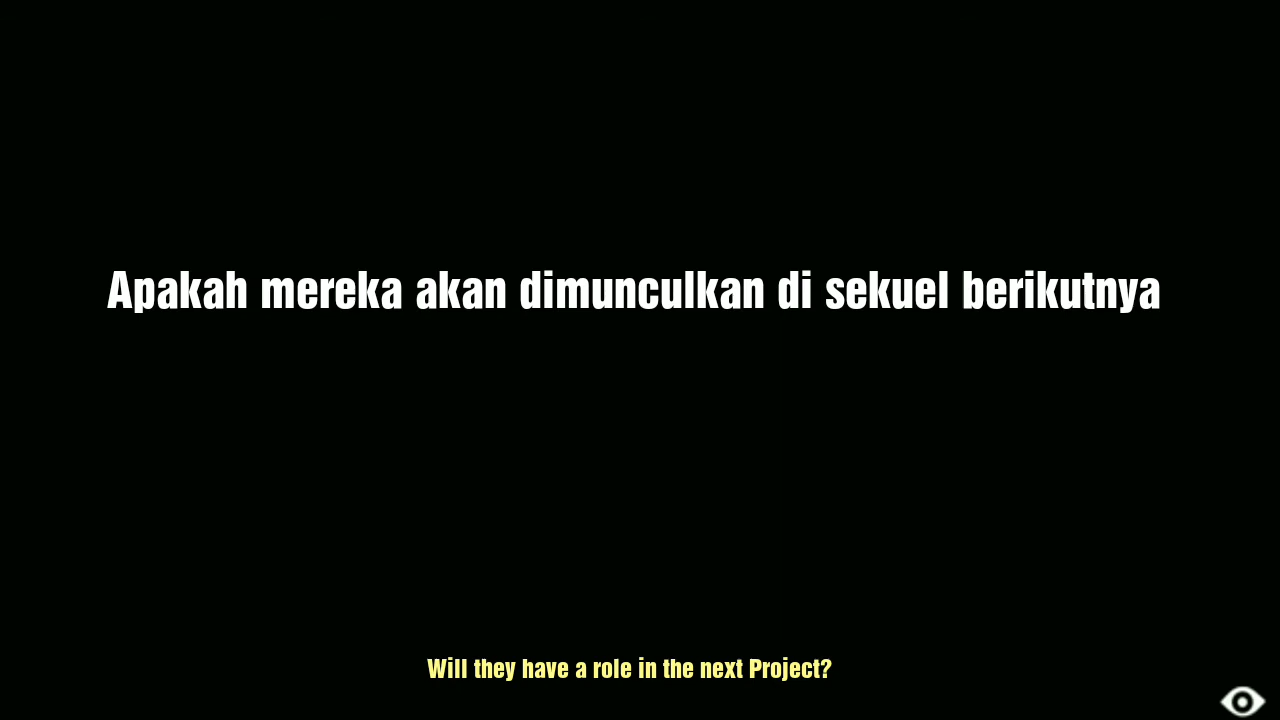 Apakah mereka akan dimunculkan di sekuel berikutnya
Will they have a role in the next Project?